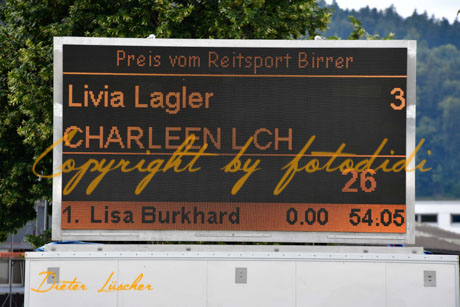 Preis vom Reitsport Birrer
Livia Lagler 3
CHARLEEN LCH
Copyright by fotodidi
26
1. Lisa Burkhard 0.00 54.05
Dieter Lüscher